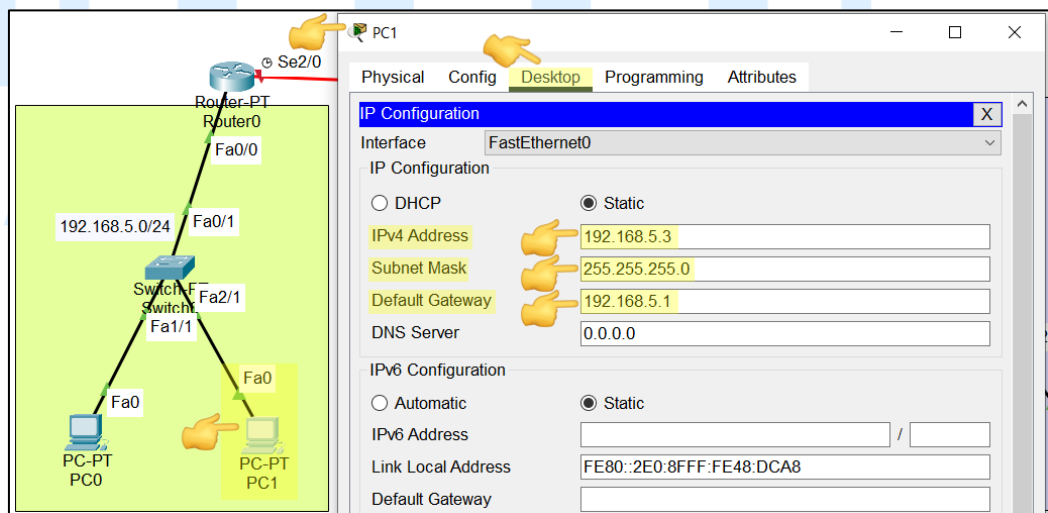 Se2/0
Router-PT
Router0
Fa0/0
192.168.5.0/24
Fa0/1
Fa2/1
Fa1/1
Fa0
Fa0
PC-PT
PC0
PC-PT
PC1
PC1
Physical Config Desktop Programming Attributes
IP Configuration X
Interface FastEthernet0
IP Configuration
DHCP Static
IPv4 Address 192.168.5.3
Subnet Mask 255.255.255.0
Default Gateway 192.168.5.1
DNS Server 0.0.0.0
IPv6 Configuration
Automatic Static
IPv6 Address /
Link Local Address FE80::2E0:8FFF:FE48:DCA8
Default Gateway